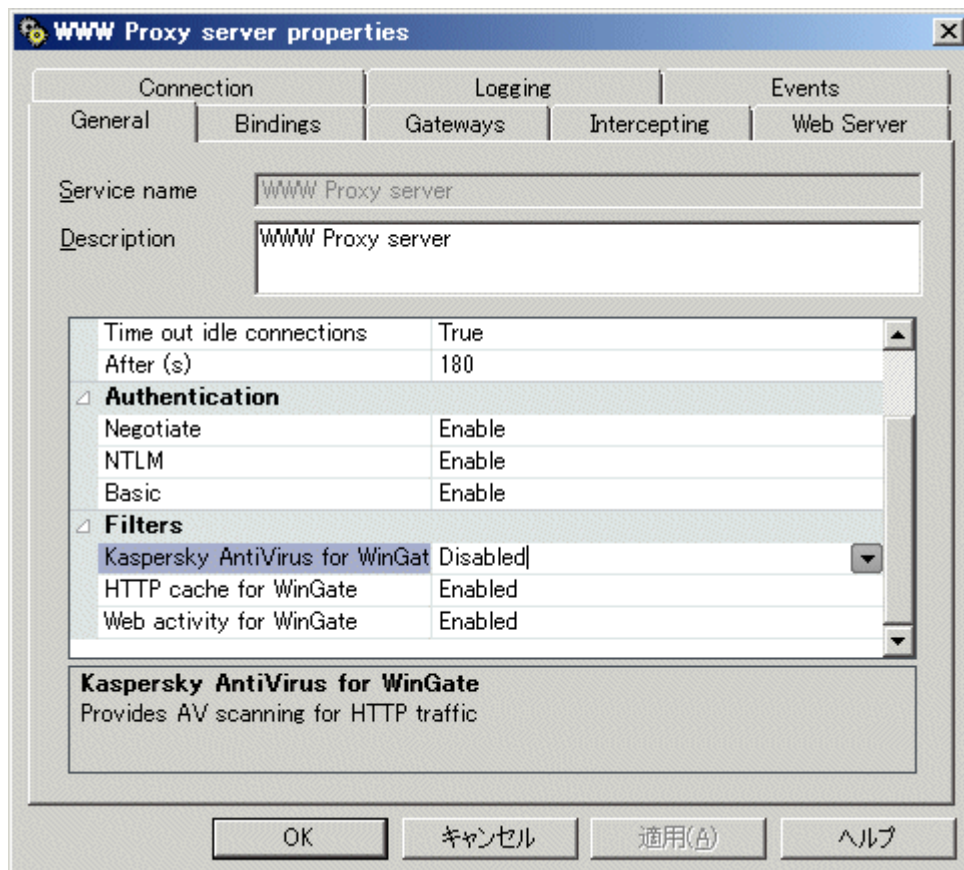 WWW Proxy server properties
Connection Logging Events
General Bindings Gateways Intercepting Web Server
Service name WWW Proxy server
Description WWW Proxy server
Time out idle connections True
After (s) 180
Authentication
Negotiate Enable
NTLM Enable
Basic Enable
Filters
Kaspersky AntiVirus for WinGat Disabled
HTTP cache for WinGate Enabled
Web activity for WinGate Enabled
Kaspersky AntiVirus for WinGate
Provides AV scanning for HTTP traffic
OK キャンセル 適用(A) ヘルプ